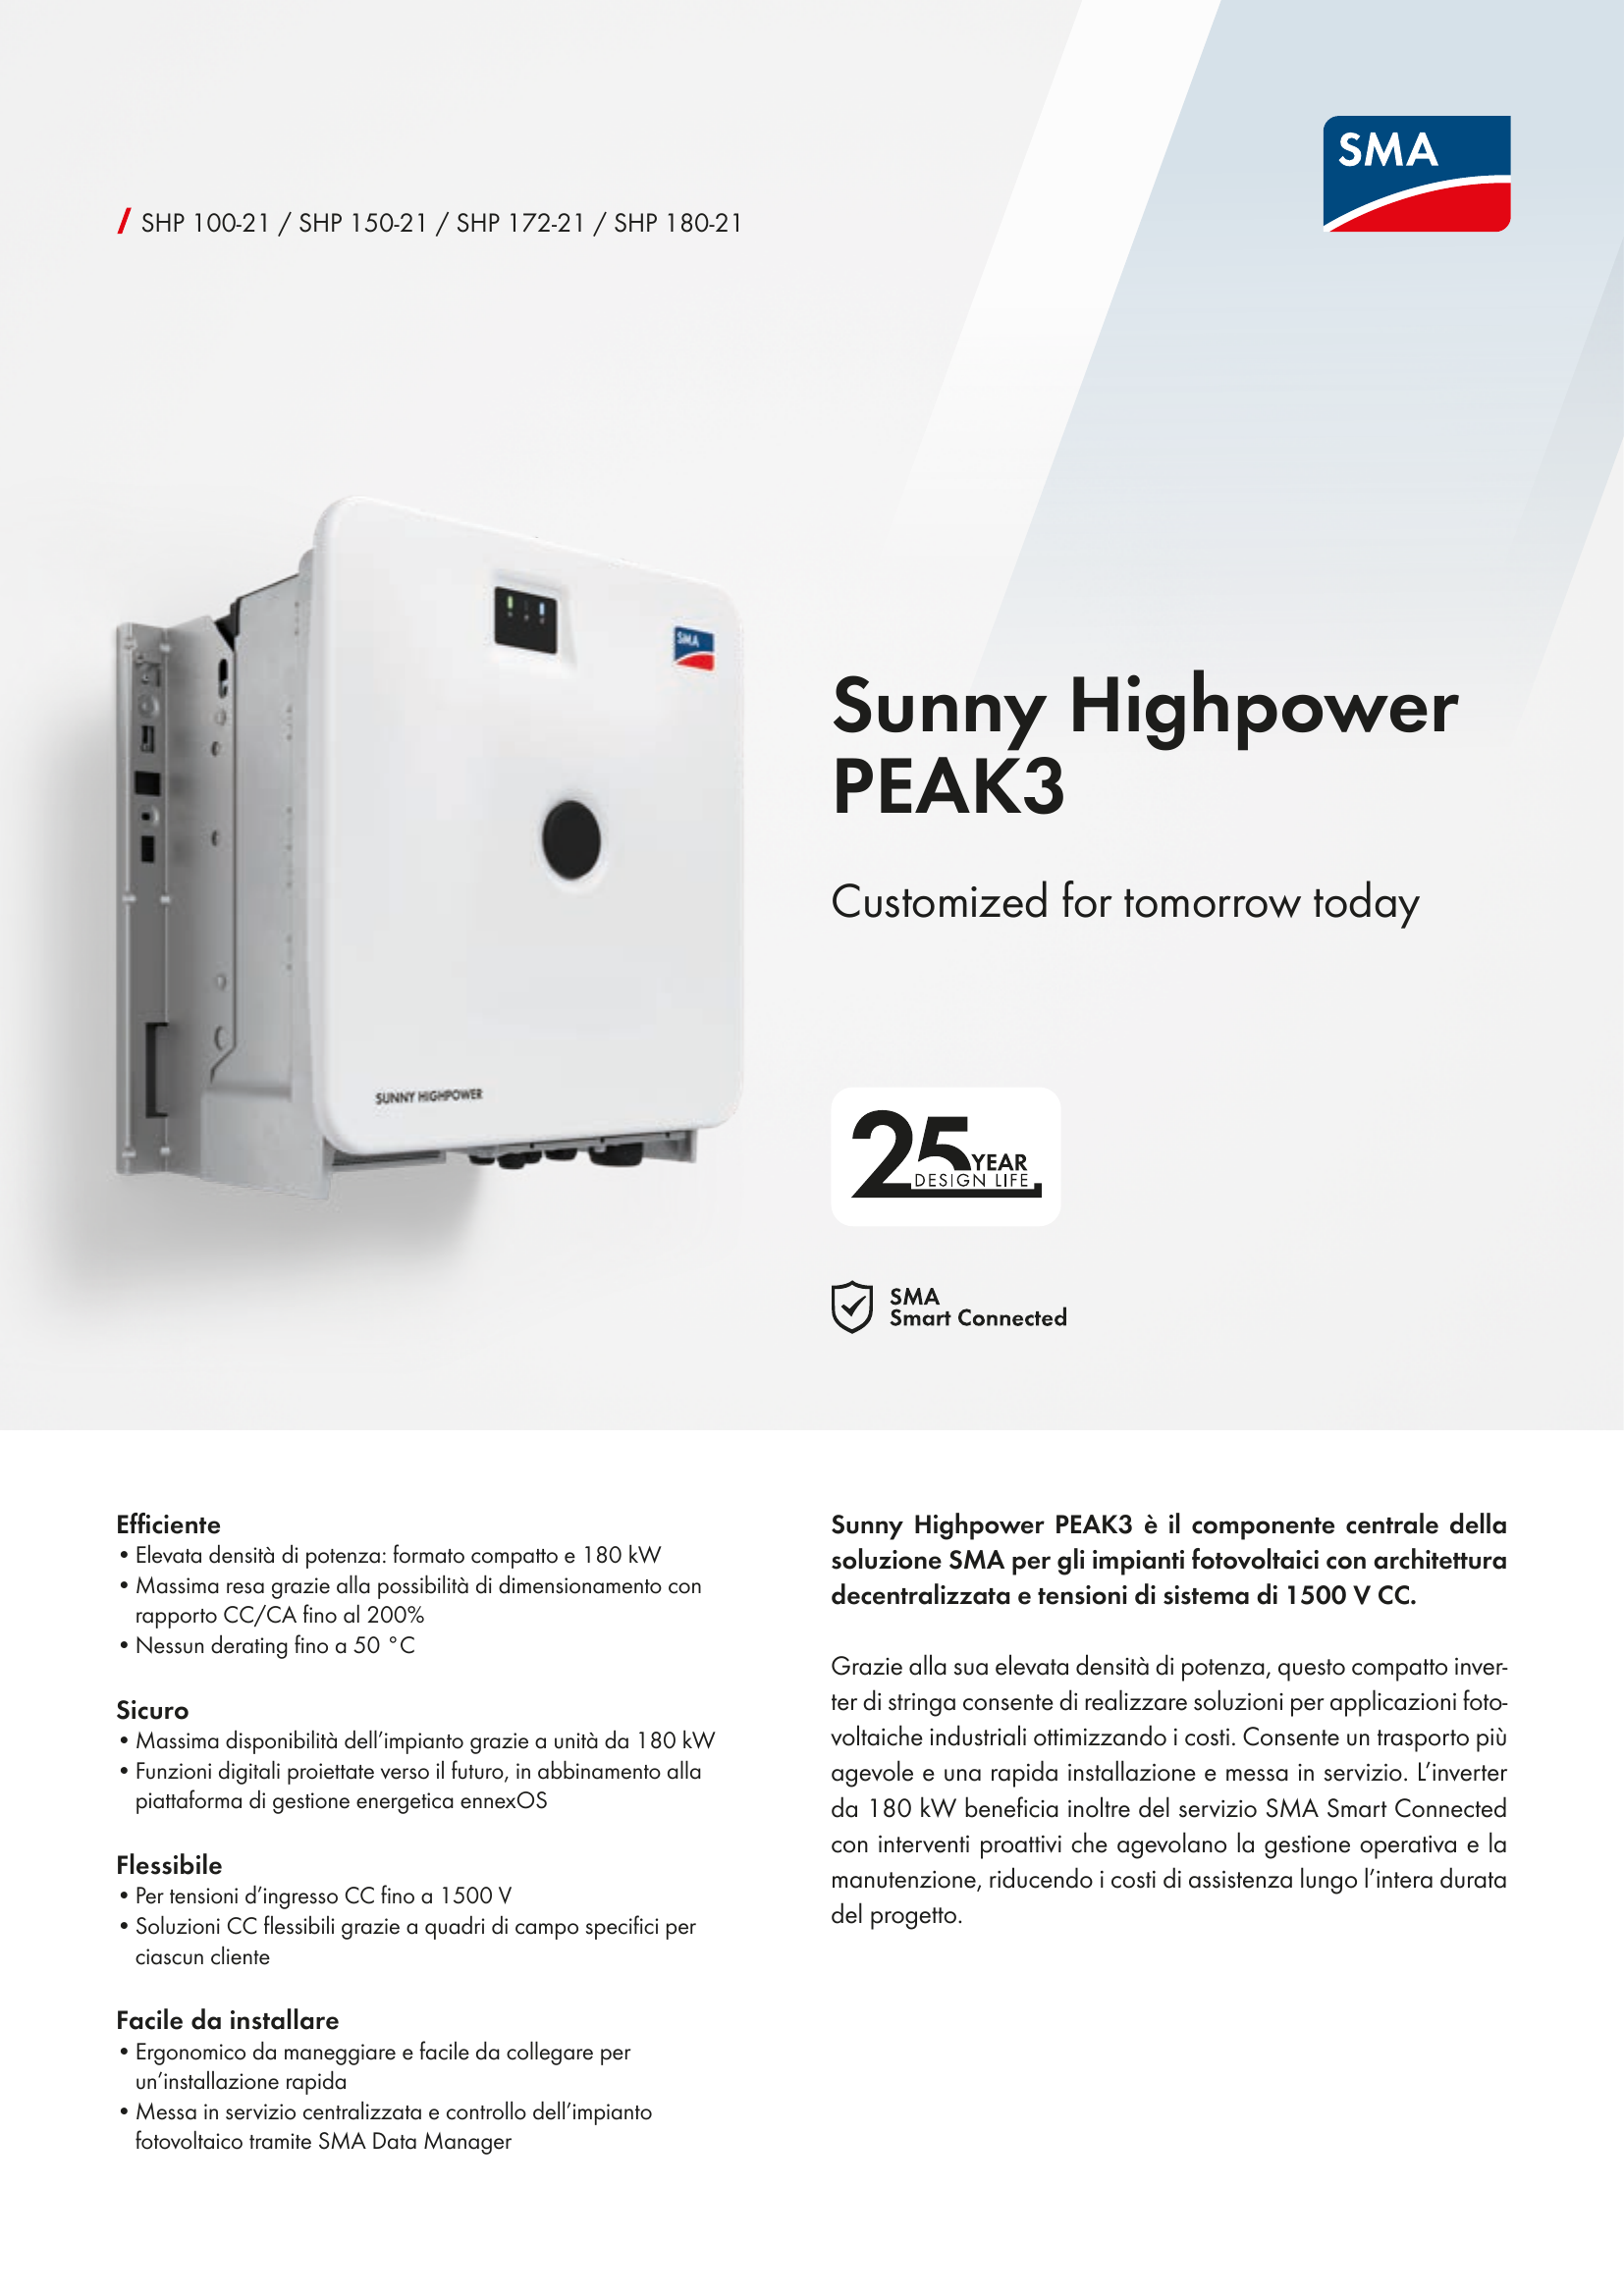 SMA
/ SHP 100-21 / SHP 150-21 / SHP 172-21 / SHP 180-21
SMA
SUNNY HIGHPOWER
Sunny Highpower
PEAK3
Customized for tomorrow today
25 YEAR
DESIGN LIFE
SMA
Smart Connected
Efficiente
• Elevata densità di potenza: formato compatto e 180 kW
• Massima resa grazie alla possibilità di dimensionamento con
rapporto CC/CA fino al 200%
• Nessun derating fino a 50 °C
Sicuro
• Massima disponibilità dell’impianto grazie a unità da 180 kW
• Funzioni digitali proiettate verso il futuro, in abbinamento alla
piattaforma di gestione energetica ennexOS
Flessibile
• Per tensioni d’ingresso CC fino a 1500 V
• Soluzioni CC flessibili grazie a quadri di campo specifici per
ciascun cliente
Facile da installare
• Ergonomico da maneggiare e facile da collegare per
un’installazione rapida
• Messa in servizio centralizzata e controllo dell’impianto
fotovoltaico tramite SMA Data Manager
Sunny Highpower PEAK3 è il componente centrale della
soluzione SMA per gli impianti fotovoltaici con architettura
decentralizzata e tensioni di sistema di 1500 V CC.
Grazie alla sua elevata densità di potenza, questo compatto inver-
ter di stringa consente di realizzare soluzioni per applicazioni foto-
voltaiche industriali ottimizzando i costi. Consente un trasporto più
agevole e una rapida installazione e messa in servizio. L’inverter
da 180 kW beneficia inoltre del servizio SMA Smart Connected
con interventi proattivi che agevolano la gestione operativa e la
manutenzione, riducendo i costi di assistenza lungo l’intera durata
del progetto.